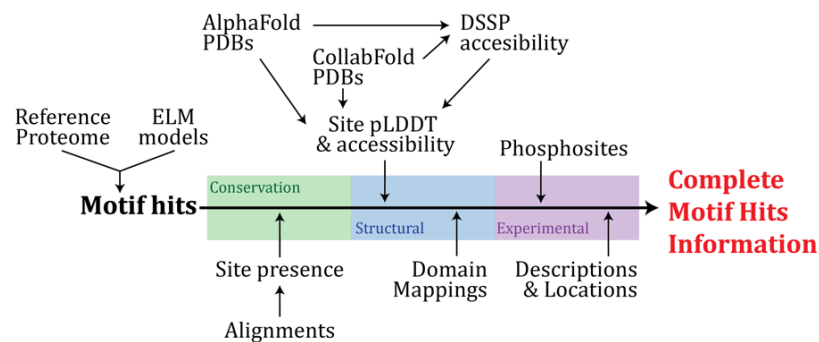 AlphaFold
PDBs
DSSP
accesibility
CollabFold
PDBs
Reference
Proteome
ELM
models
Site pLDDT
& accessibility
Phosphosites
Motif hits
Conservation
Structural
Experimental
Complete
Motif Hits
Information
Site presence
Domain
Mappings
Descriptions
& Locations
Alignments